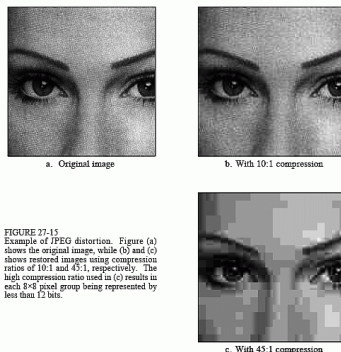 a. Original image
b. With 10:1 compression
FIGURE 27-15
Example of JPEG distortion. Figure (a)
shows the original image, while (b) and (c)
shows restored images using compression
ratios of 10:1 and 45:1, respectively. The
high compression ratio used in (c) results in
each 8×8 pixel group being represented by
less than 12 bits.
c. With 45:1 compression